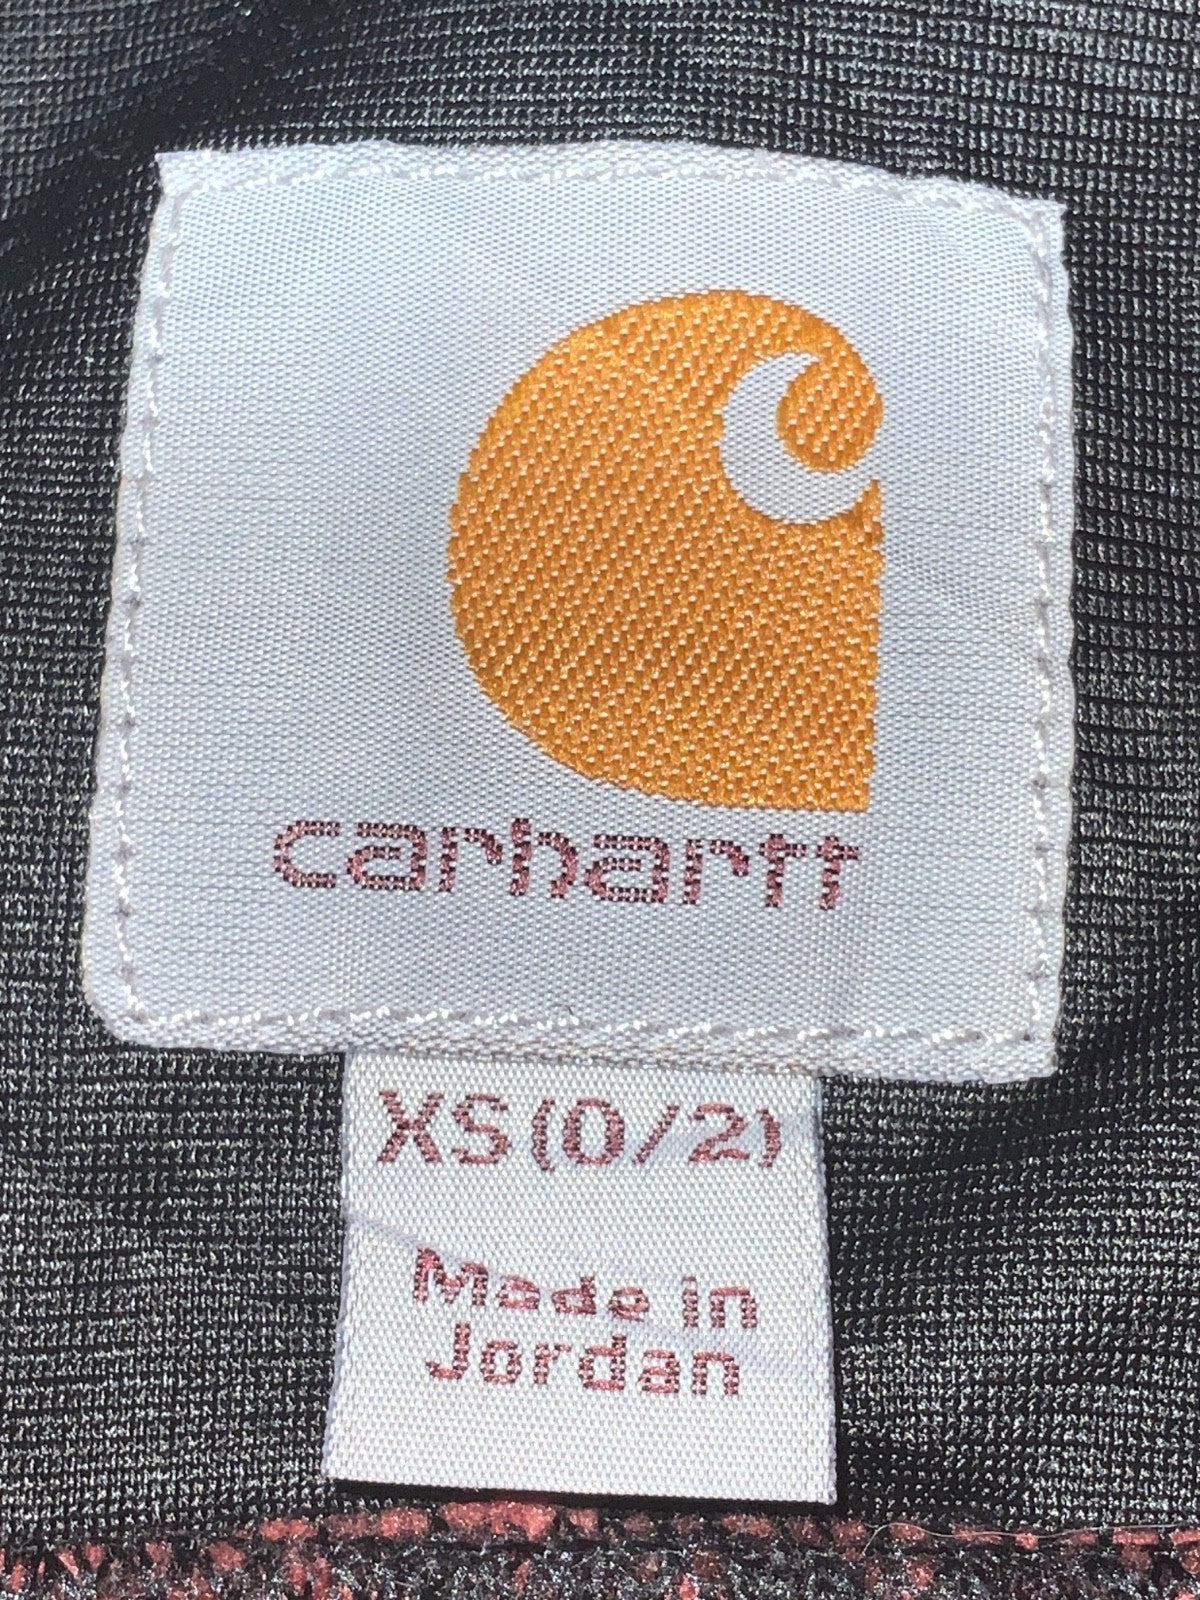 carhartt
XS (0/2)
Made in
Jordan